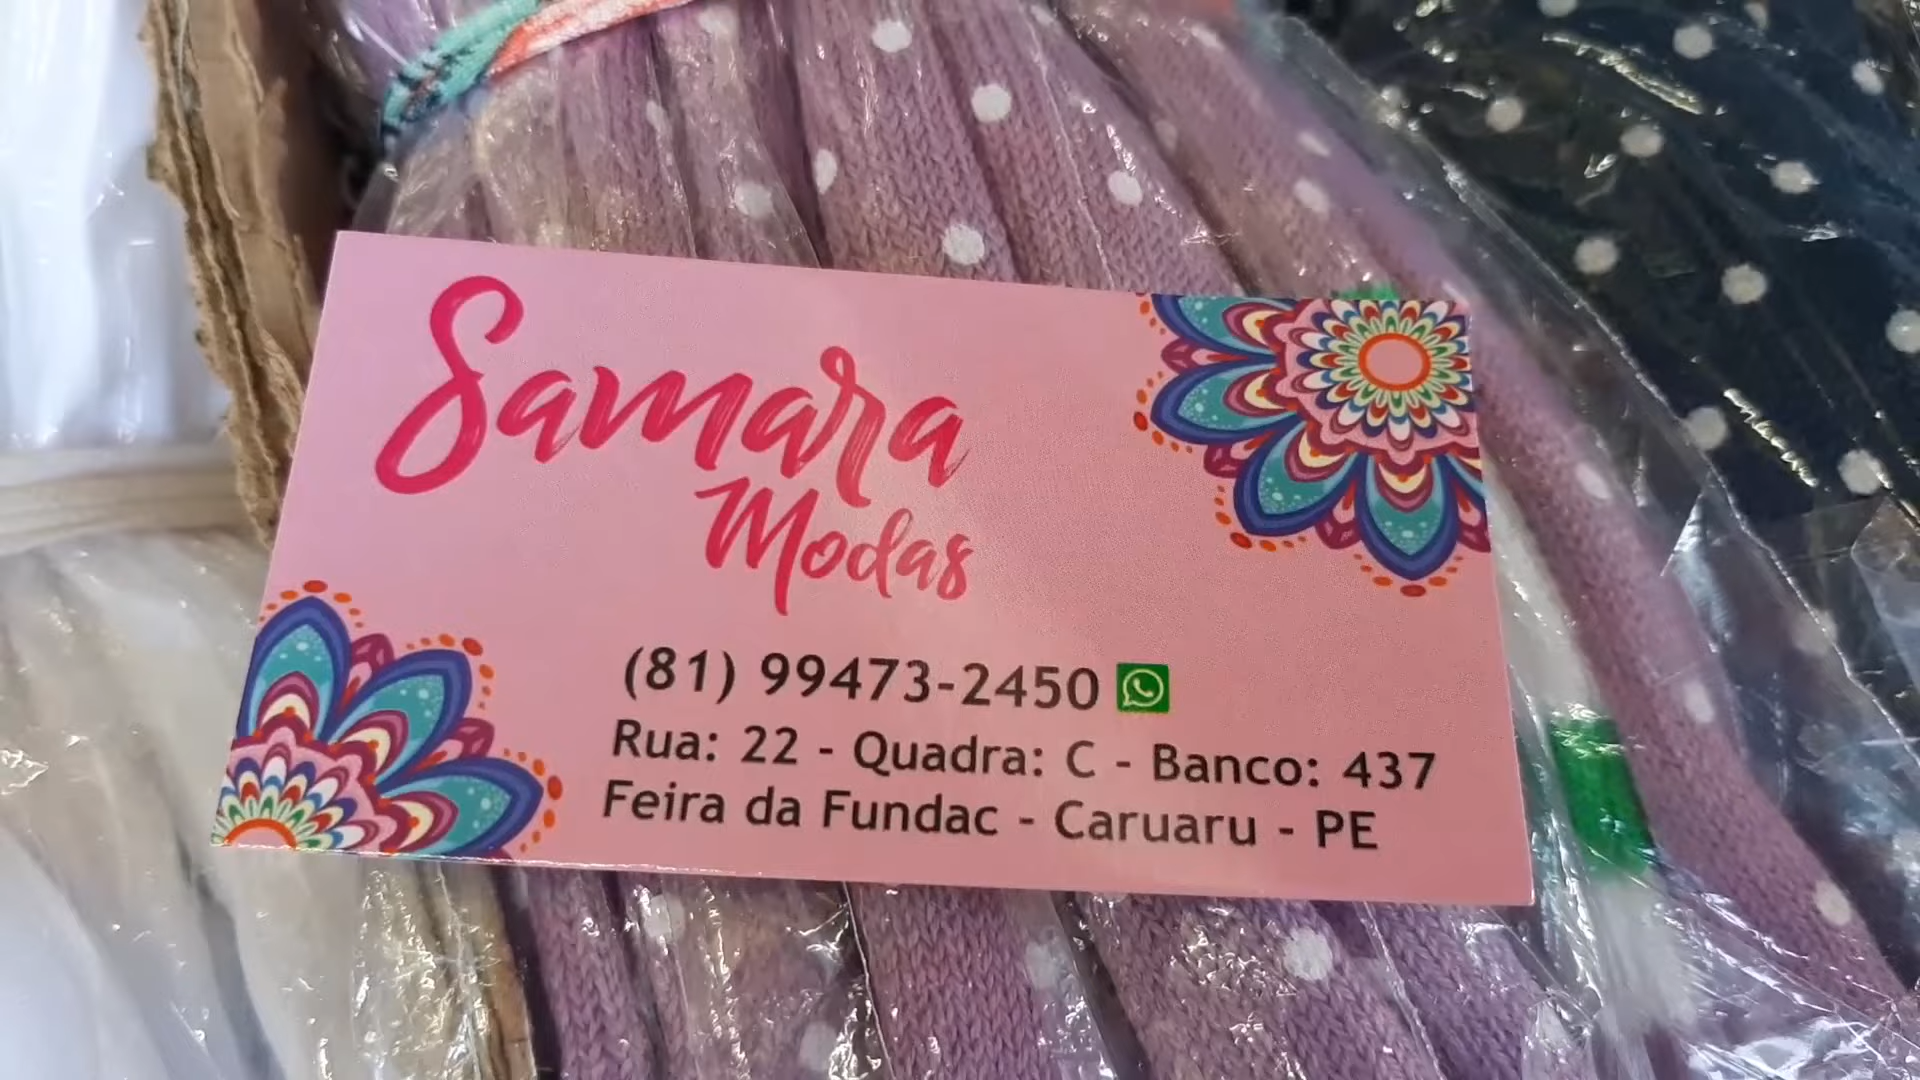 Samara
Modas
(81) 99473-2450
Rua: 22 - Quadra: C - Banco: 437
Feira da Fundac - Caruaru - PE